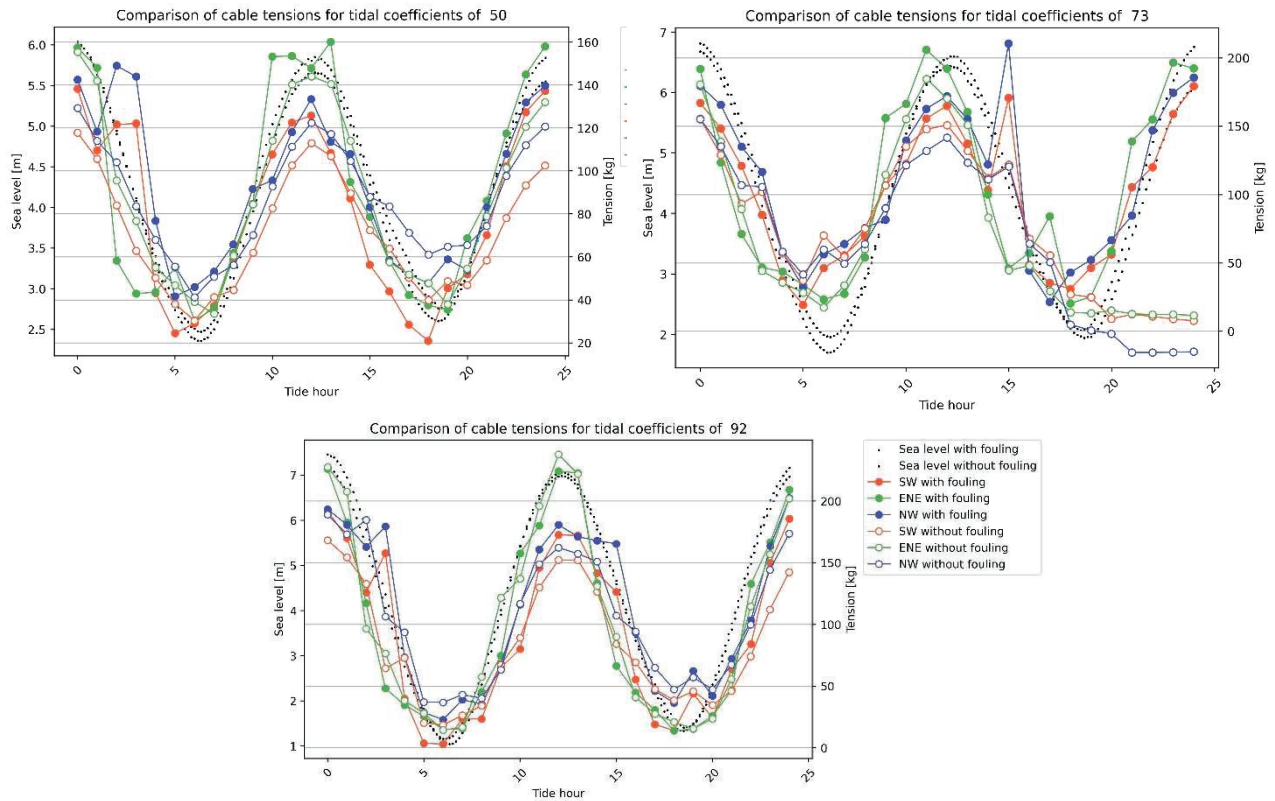 Comparison of cable tensions for tidal coefficients of  50
6.0
5.5
5.0
4.5
4.0
3.5
3.0
2.5
Sea level [m]
160
140
120
100
80
60
40
20
Tension [kg]
0
5
10
15
20
25
Tide hour
Comparison of cable tensions for tidal coefficients of  73
7
6
5
4
3
2
Sea level [m]
200
150
100
50
0
Tension [kg]
0
5
10
15
20
25
Tide hour
Comparison of cable tensions for tidal coefficients of  92
7
6
5
4
3
2
1
Sea level [m]
200
150
100
50
0
Tension [kg]
0
5
10
15
20
25
Tide hour
Sea level with fouling
Sea level without fouling
SW with fouling
ENE with fouling
NW with fouling
SW without fouling
ENE without fouling
NW without fouling